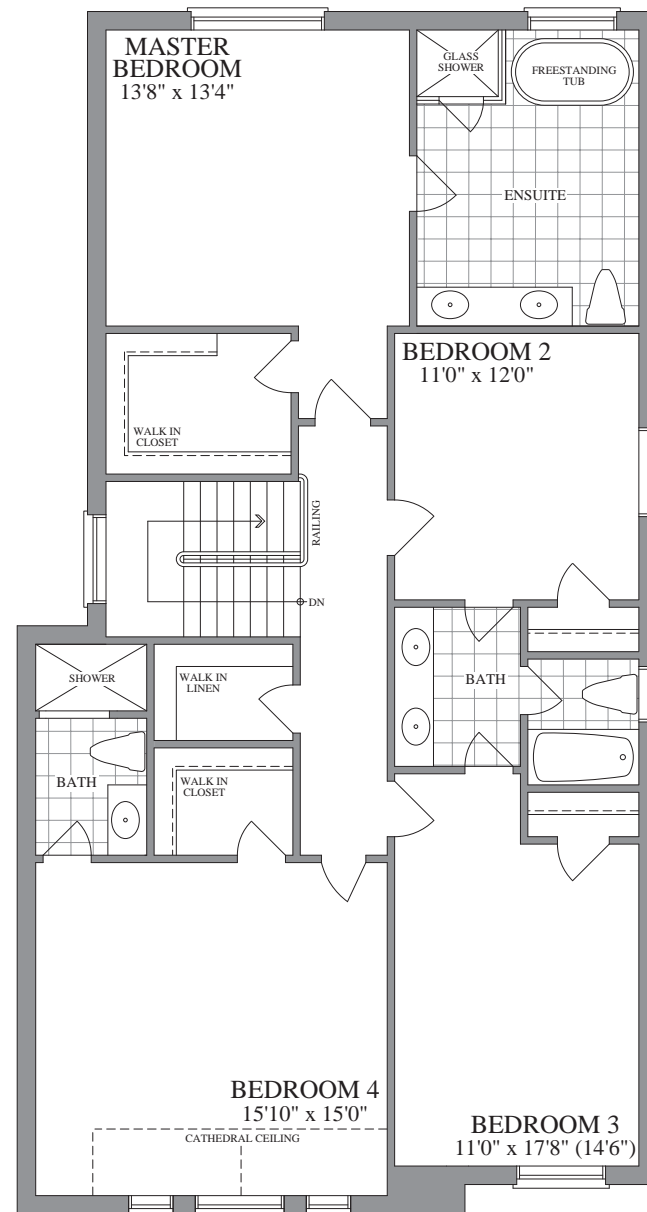 MASTER
BEDROOM
13'8" x 13'4"
GLASS
SHOWER
FREESTANDING
TUB
ENSUITE
BEDROOM 2
11'0" x 12'0"
WALK IN
CLOSET
RAILING
DN
SHOWER
WALK IN
LINEN
BATH
BATH
WALK IN
CLOSET
BEDROOM 4
15'10" x 15'0"
CATHEDRAL CEILING
BEDROOM 3
11'0" x 17'8" (14'6")